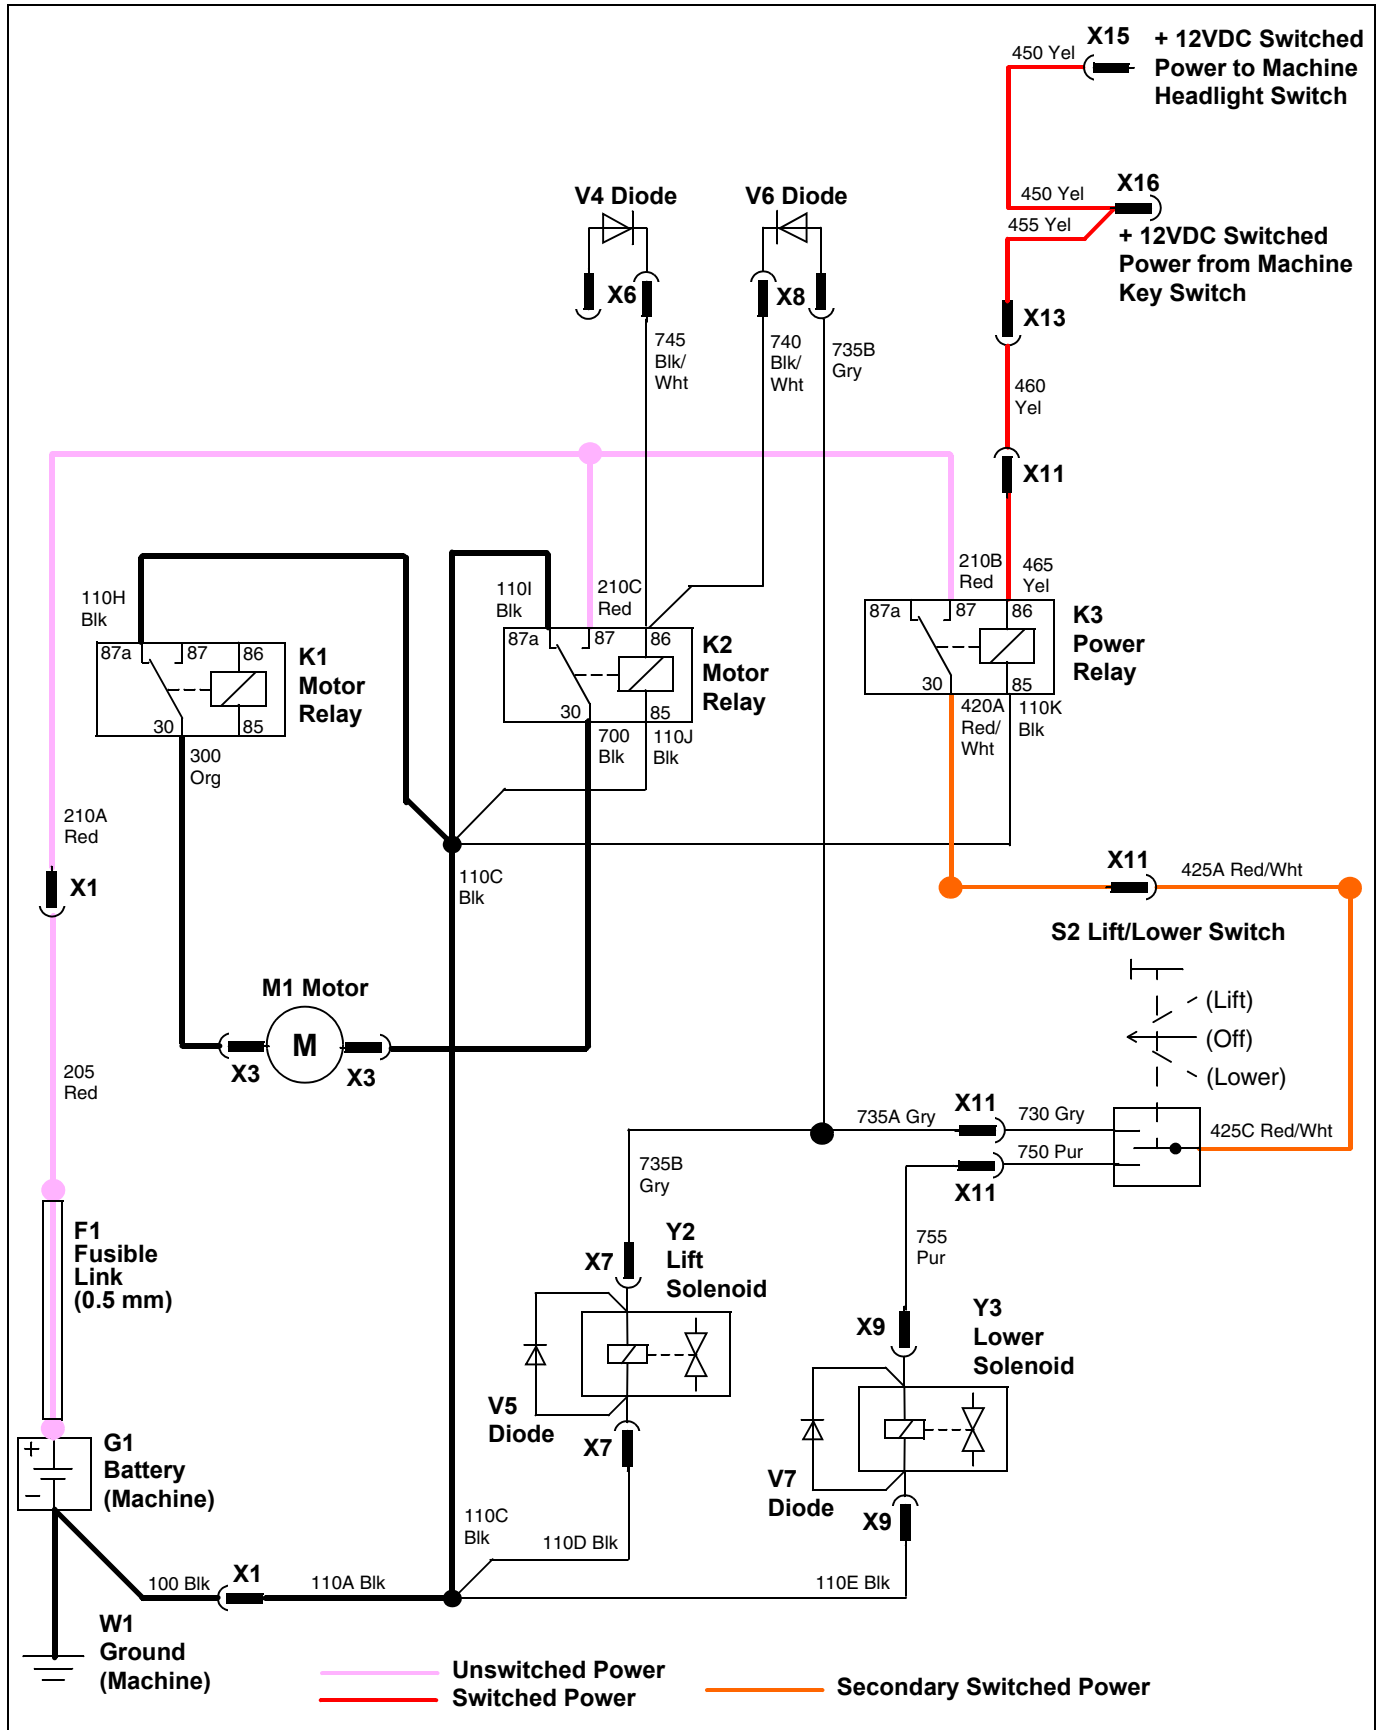 450 Yel
X15
+ 12VDC Switched
Power to Machine
Headlight Switch
V4 Diode
V6 Diode
450 Yel
X16
455 Yel
+ 12VDC Switched
Power from Machine
Key Switch
X6
X8
X13
745
Blk/
Wht
740
Blk/
Wht
735B
Gry
460
Yel
X11
110H
Blk
110I
Blk
210C
Red
210B
Red
465
Yel
87a
87
86
30
85
K1
Motor
Relay
87a
87
86
30
85
K2
Motor
Relay
87a
87
86
30
85
K3
Power
Relay
300
Org
700
Blk
110J
Blk
420A
Red/
Wht
110K
Blk
210A
Red
X1
110C
Blk
X11
425A Red/Wht
S2 Lift/Lower Switch
(Lift)
(Off)
(Lower)
M1 Motor
M
X3
X3
205
Red
735A Gry
X11
730 Gry
750 Pur
X11
425C Red/Wht
735B
Gry
755
Pur
F1
Fusible
Link
(0.5 mm)
X7
Y2
Lift
Solenoid
X9
Y3
Lower
Solenoid
V5
Diode
X7
V7
Diode
X9
+
−
G1
Battery
(Machine)
110C
Blk
110D Blk
100 Blk
X1
110A Blk
110E Blk
W1
Ground
(Machine)
Unswitched Power
Switched Power
Secondary Switched Power